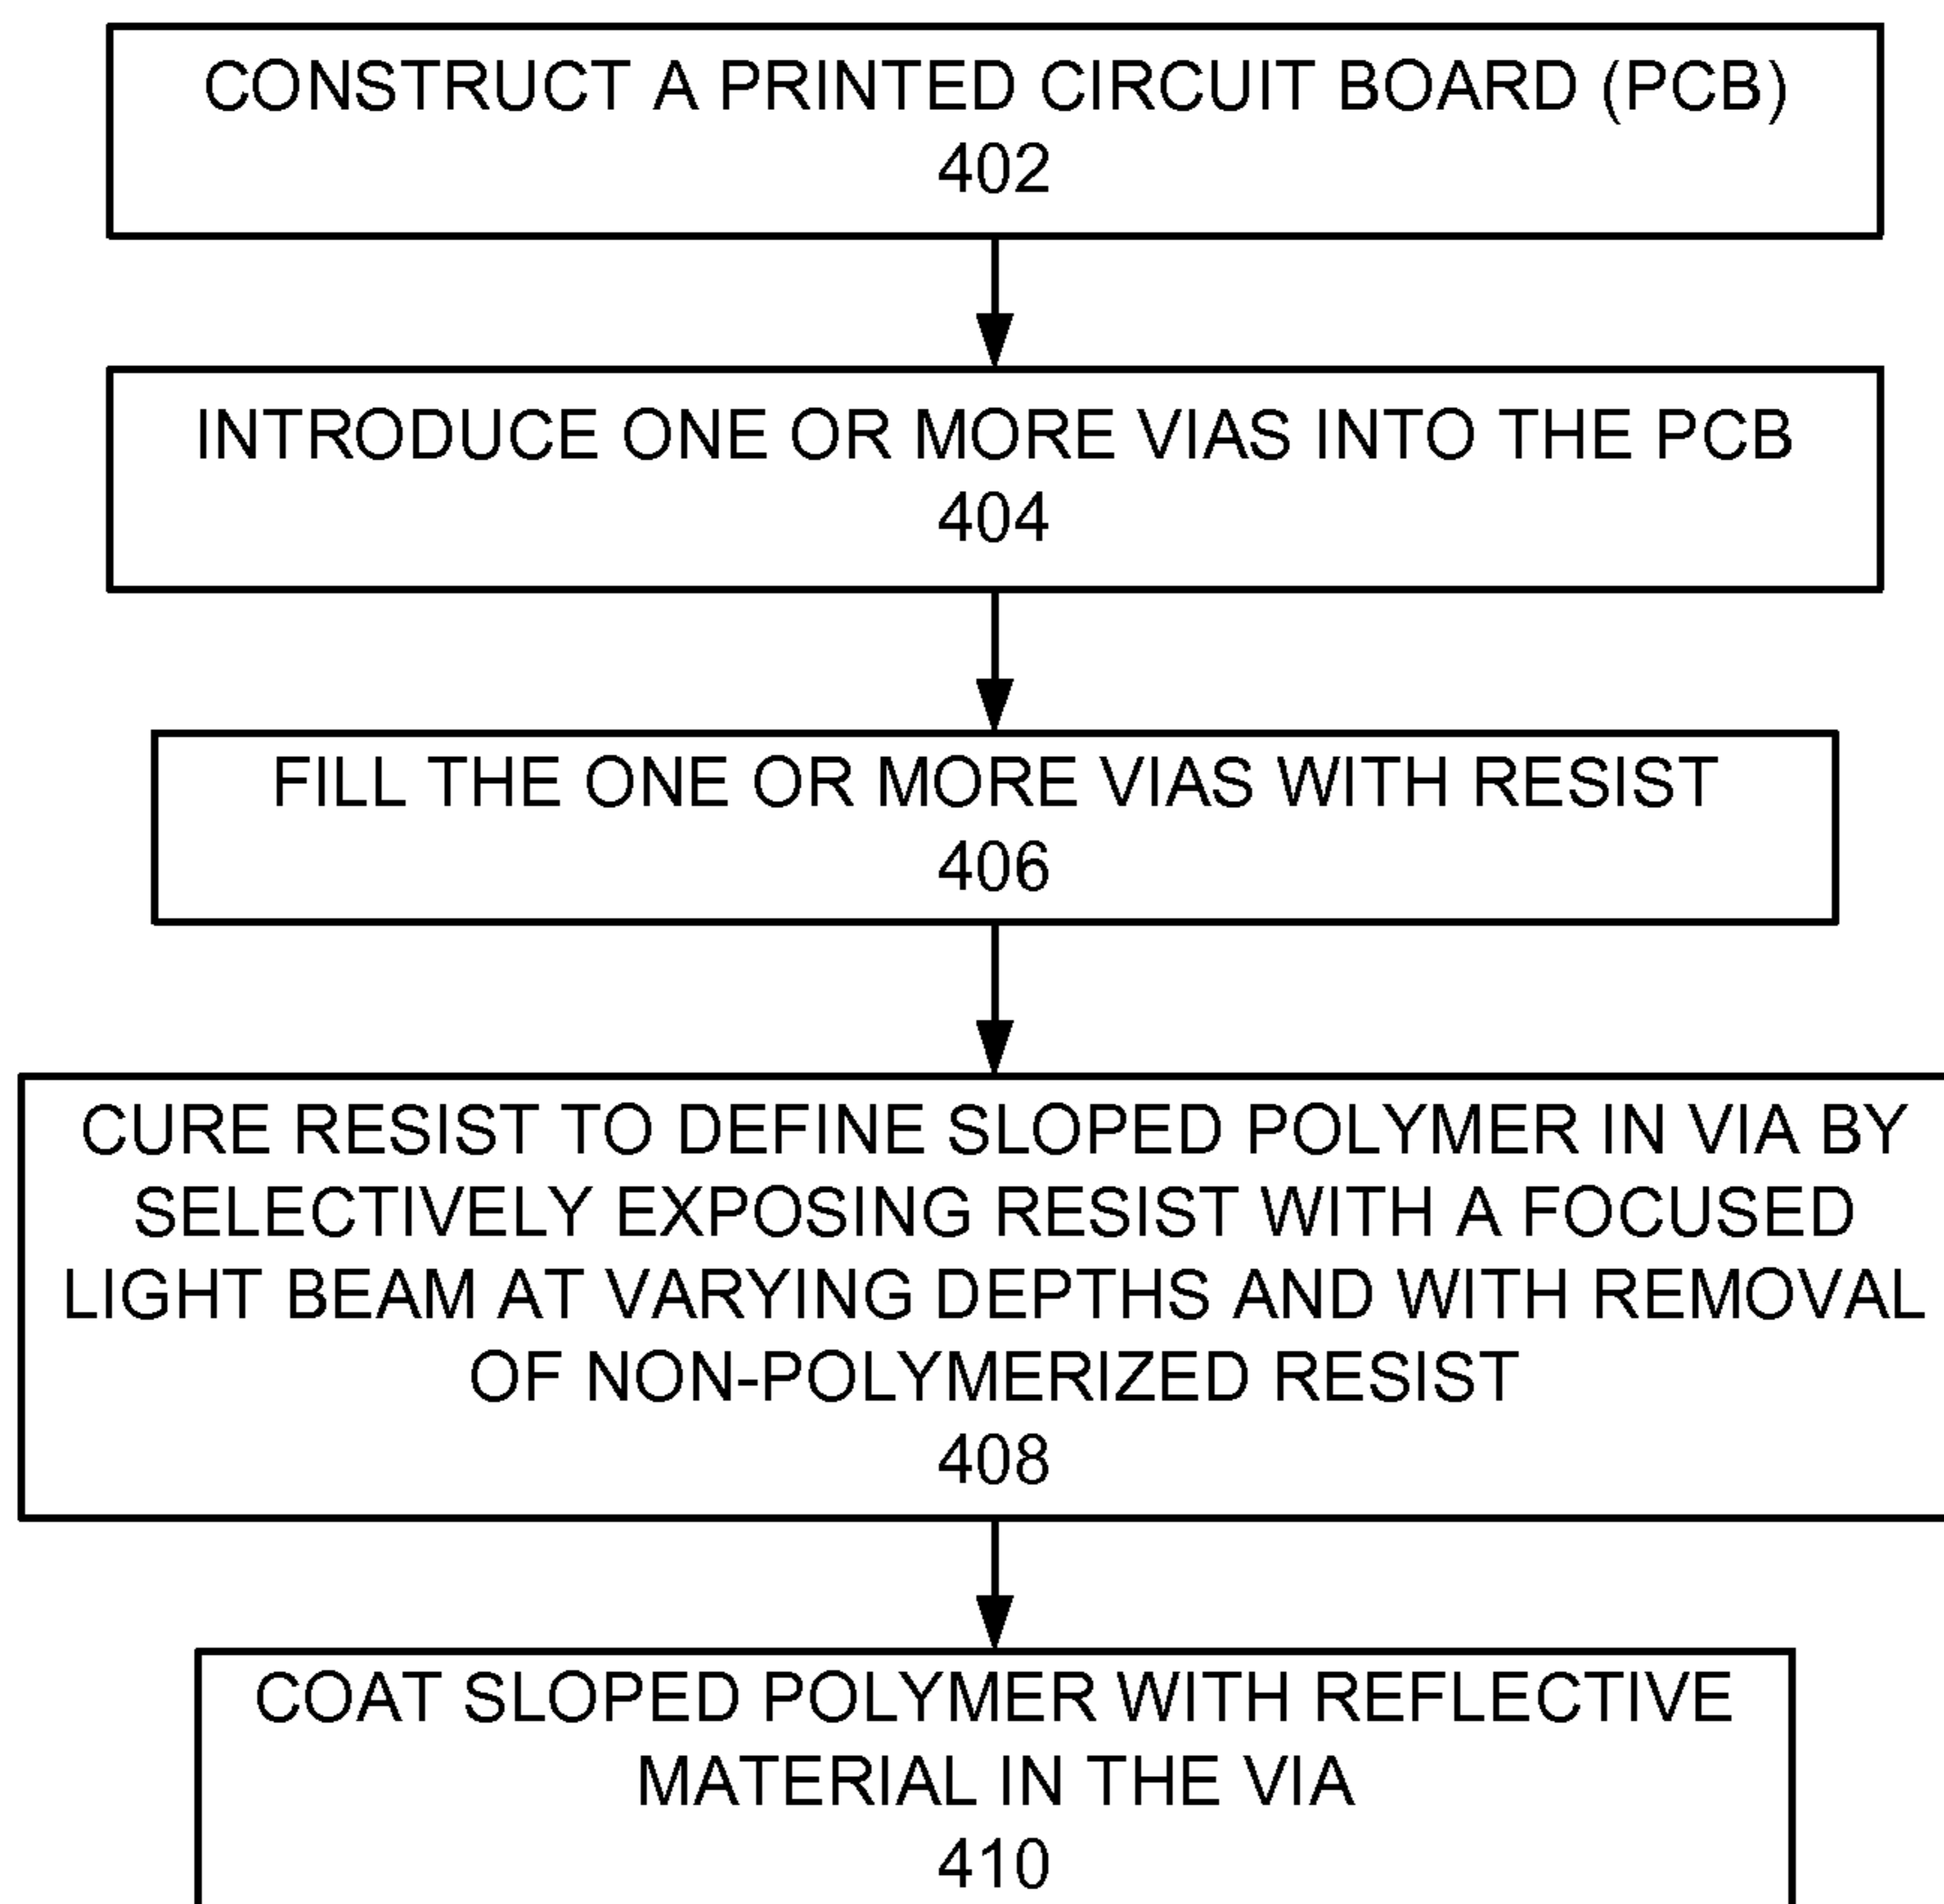 CONSTRUCT A PRINTED CIRCUIT BOARD (PCB)
402
INTRODUCE ONE OR MORE VIAS INTO THE PCB
404
FILL THE ONE OR MORE VIAS WITH RESIST
406
CURE RESIST TO DEFINE SLOPED POLYMER IN VIA BY
SELECTIVELY EXPOSING RESIST WITH A FOCUSED
LIGHT BEAM AT VARYING DEPTHS AND WITH REMOVAL
OF NON-POLYMERIZED RESIST
408
COAT SLOPED POLYMER WITH REFLECTIVE
MATERIAL IN THE VIA
410